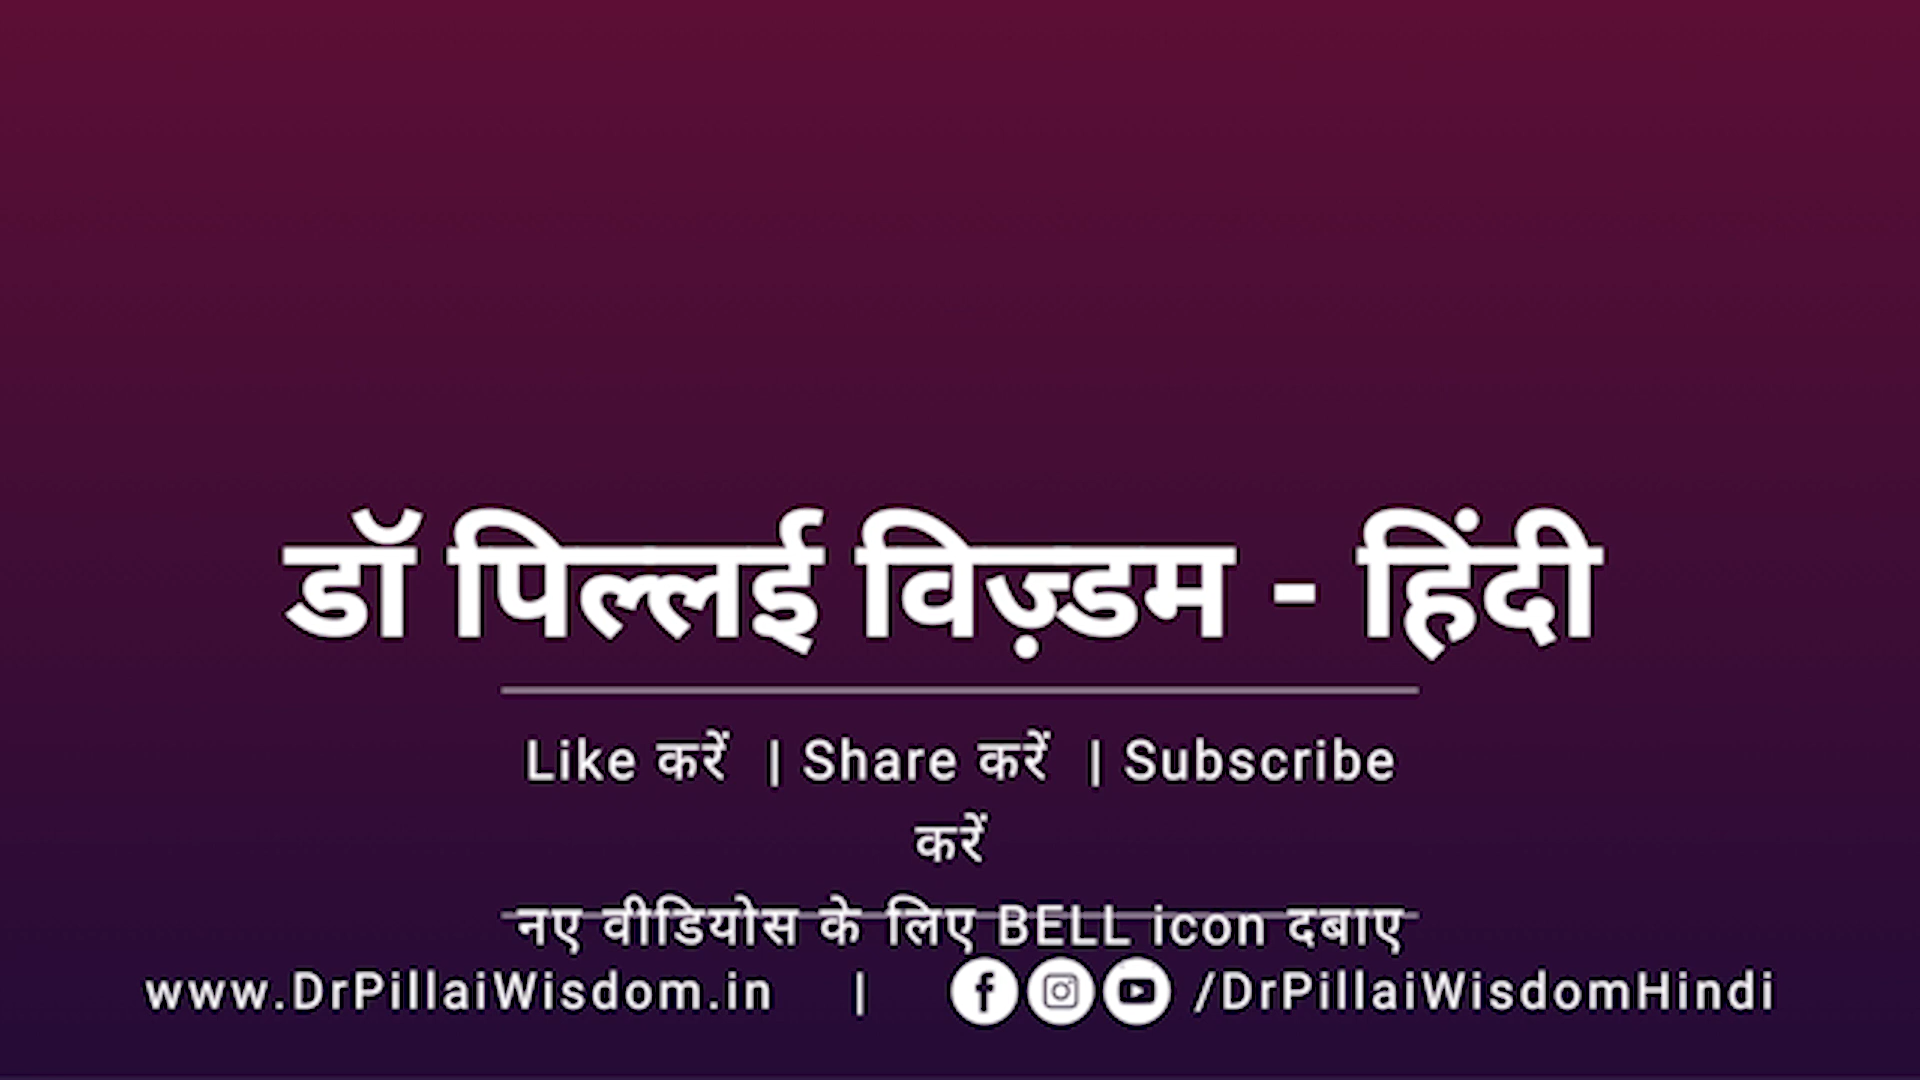 डॉ पिल्लई विज़्डम - हिंदी
Like करें | Share करें | Subscribe
करें
नए वीडियोस के लिए BELL icon दबाए
www.DrPillaiWisdom.in | /DrPillaiWisdomHindi